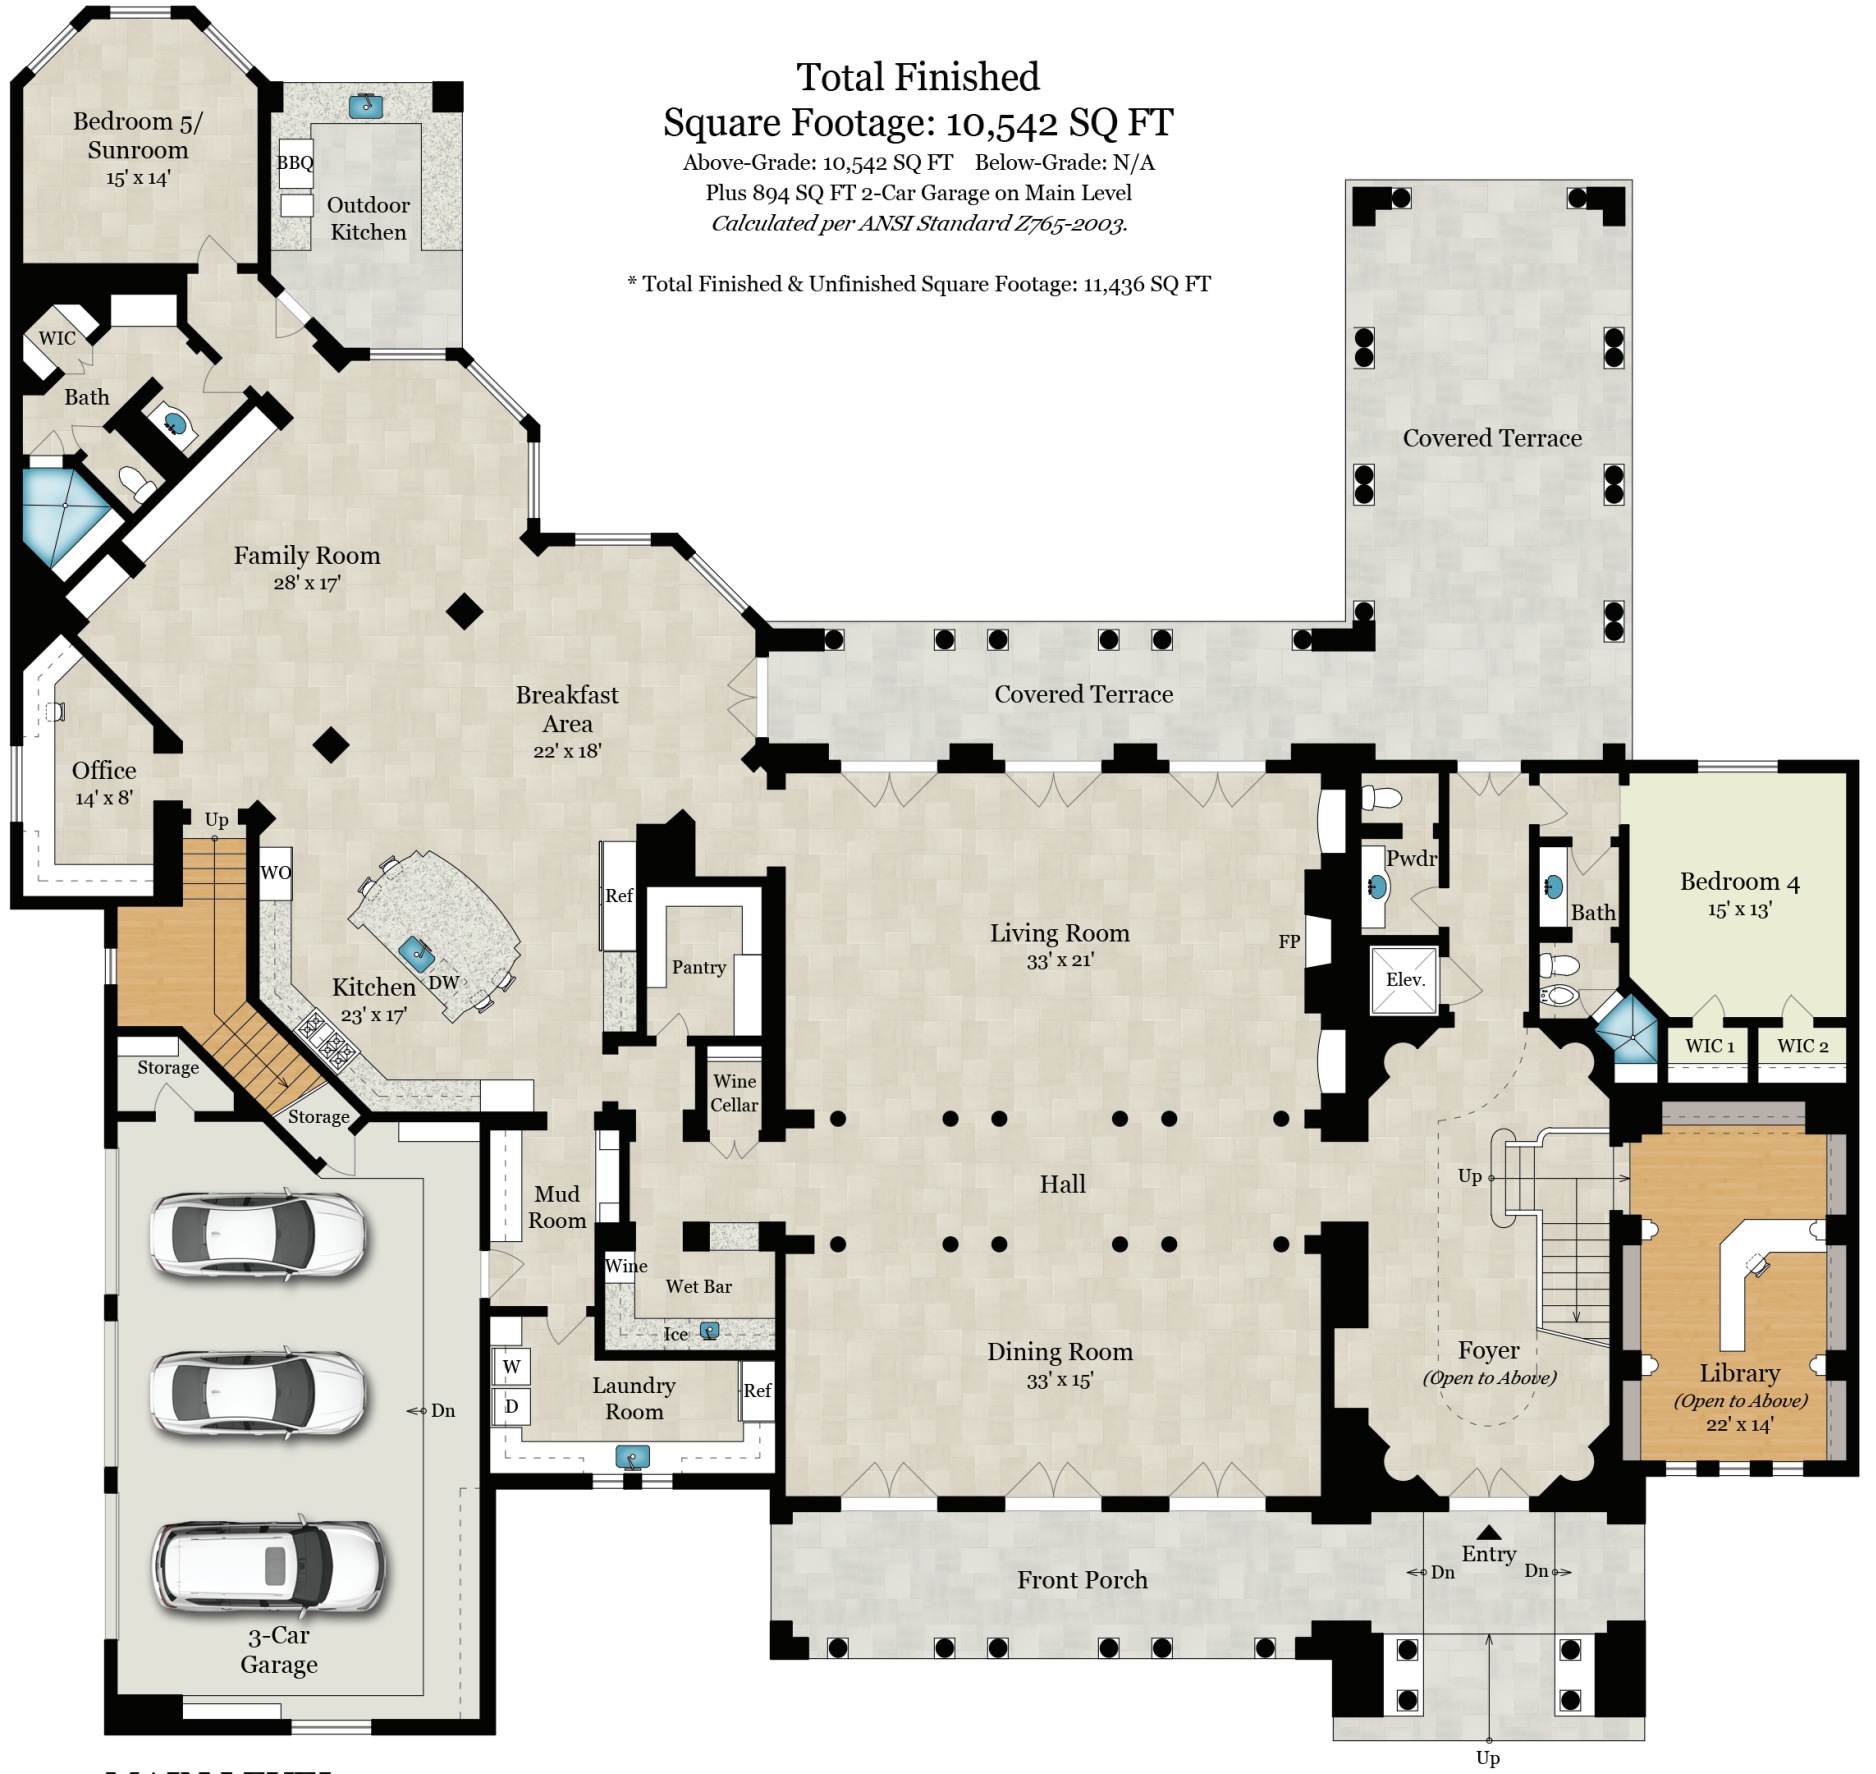 Total Finished
Square Footage: 10,542 SQ FT
Above-Grade: 10,542 SQ FT Below-Grade: N/A
Plus 894 SQ FT 2-Car Garage on Main Level
Calculated per ANSI Standard Z765-2003.
* Total Finished & Unfinished Square Footage: 11,436 SQ FT
Bedroom 5/
Sunroom
15' x 14'
BBQ
Outdoor
Kitchen
WIC
Bath
Family Room
28' x 17'
Breakfast
Area
22' x 18'
Covered Terrace
Covered Terrace
Office
14' x 8'
Up
WO
Ref
Kitchen
23' x 17'
DW
Pantry
Living Room
33' x 21'
FP
Pwdr
Elev.
Bath
Bedroom 4
15' x 13'
WIC 1
WIC 2
Storage
Storage
Wine
Cellar
Mud
Room
Hall
Up
Wine
Wet Bar
Ice
W
D
Laundry
Room
Ref
Dining Room
33' x 15'
Foyer
(Open to Above)
Library
(Open to Above)
22' x 14'
Dn
3-Car
Garage
Front Porch
Entry
Dn
Dn
Up